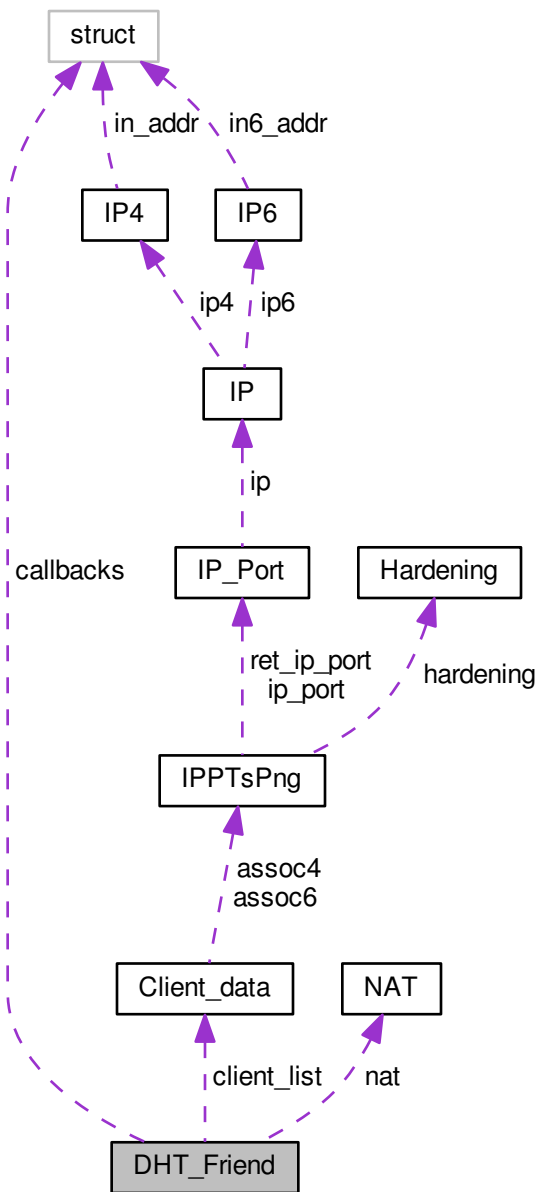 struct
in_addr
in6_addr
IP4
IP6
ip4
ip6
IP
ip
callbacks
IP_Port
Hardening
ret_ip_port
ip_port
hardening
IPPTsPng
assoc4
assoc6
Client_data
NAT
client_list
nat
DHT_Friend